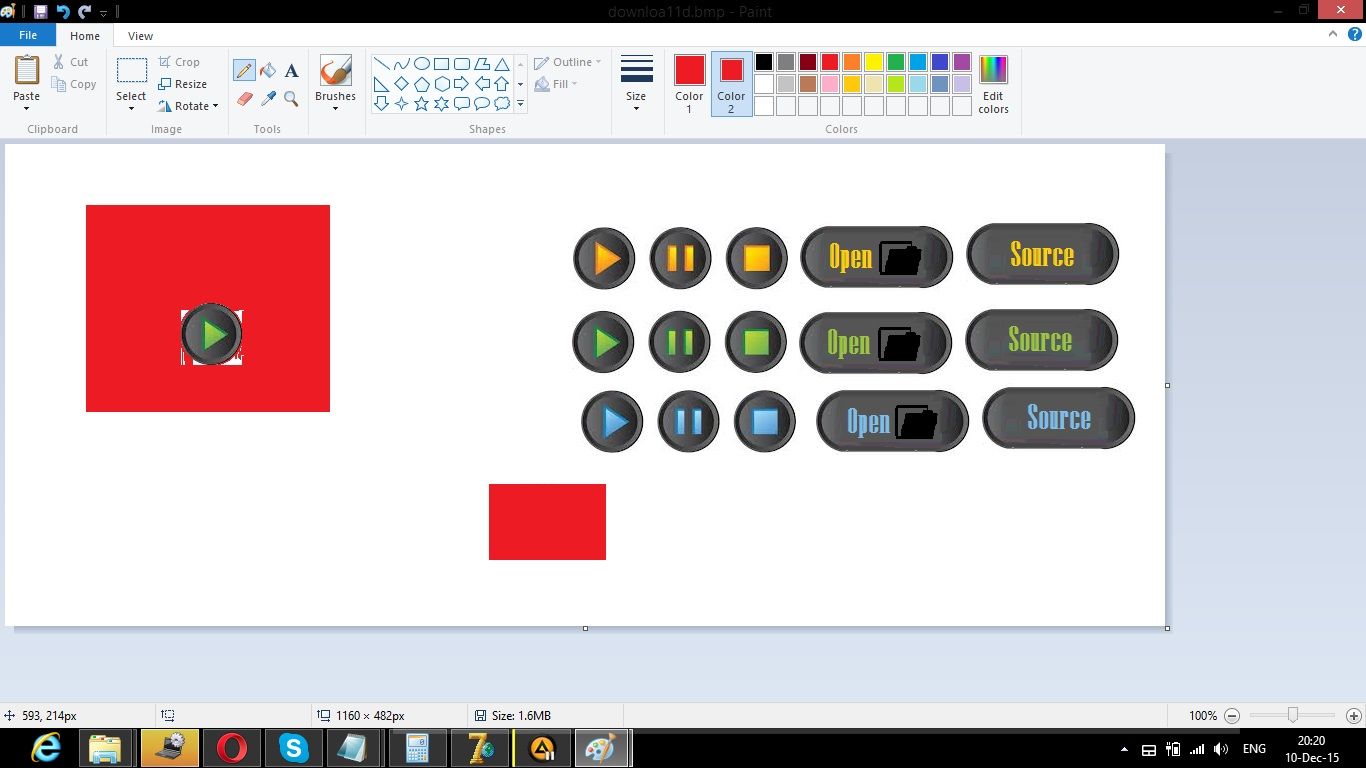 downloa11d.bmp - Paint
File Home View
Paste
Cut
Copy
Clipboard
Select
Crop
Resize
Rotate
Image
A
Tools
Brushes
Outline
Fill
Shapes
Size
Color 1
Color 2
Edit colors
Colors
Open Source
Open Source
Open Source
593, 214px
1160 × 482px
Size: 1.6MB
100%
ENG
20:20
10-Dec-15